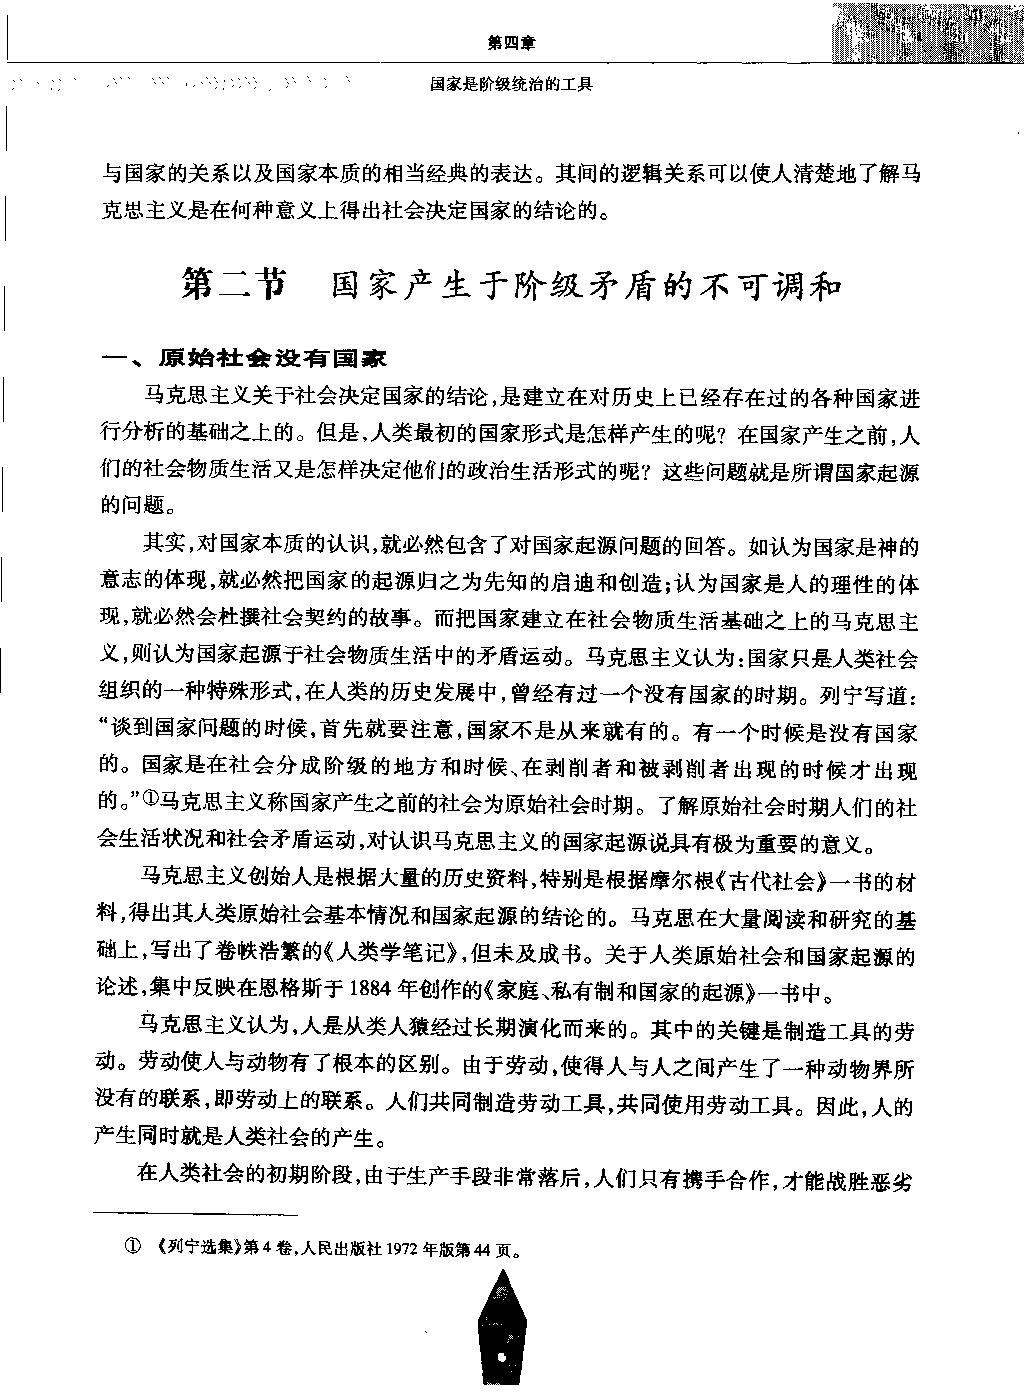 第四章
国家是阶级统治的工具
与国家的关系以及国家本质的相当经典的表达。其间的逻辑关系可以使人清楚地了解马
克思主义是在何种意义上得出社会决定国家的结论的。
第二节 国家产生于阶级矛盾的不可调和
一、原始社会没有国家
马克思主义关于社会决定国家的结论,是建立在对历史上已经存在过的各种国家进
行分析的基础之上的。但是,人类最初的国家形式是怎样产生的呢?在国家产生之前,人
们的社会物质生活又是怎样决定他们的政治生活形式的呢?这些问题就是所谓国家起源
的问题。
其实,对国家本质的认识,就必然包含了对国家起源问题的回答。如认为国家是神的
意志的体现,就必然把国家的起源归之为先知的启迪和创造;认为国家是人的理性的体
现,就必然会杜撰社会契约的故事。而把国家建立在社会物质生活基础之上的马克思主
义,则认为国家起源于社会物质生活中的矛盾运动。马克思主义认为:国家只是人类社会
组织的一种特殊形式,在人类的历史发展中,曾经有过一个没有国家的时期。列宁写道:
“谈到国家问题的时候,首先就要注意,国家不是从来就有的。有一个时候是没有国家
的。国家是在社会分成阶级的地方和时候、在剥削者和被剥削者出现的时候才出现
的。”①马克思主义称国家产生之前的社会为原始社会时期。了解原始社会时期人们的社
会生活状况和社会矛盾运动,对认识马克思主义的国家起源说具有极为重要的意义。
马克思主义创始人是根据大量的历史资料,特别是根据摩尔根《古代社会》一书的材
料,得出其人类原始社会基本情况和国家起源的结论的。马克思在大量阅读和研究的基
础上,写出了卷帙浩繁的《人类学笔记》,但未及成书。关于人类原始社会和国家起源的
论述,集中反映在恩格斯于1884年创作的《家庭、私有制和国家的起源》一书中。
马克思主义认为,人是从类人猿经过长期演化而来的。其中的关键是制造工具的劳
动。劳动使人与动物有了根本的区别。由于劳动,使得人与人之间产生了一种动物界所
没有的联系,即劳动上的联系。人们共同制造劳动工具,共同使用劳动工具。因此,人的
产生同时就是人类社会的产生。
在人类社会的初期阶段,由于生产手段非常落后,人们只有携手合作,才能战胜恶劣
① 《列宁选集》第4卷,人民出版社1972年版第44页。